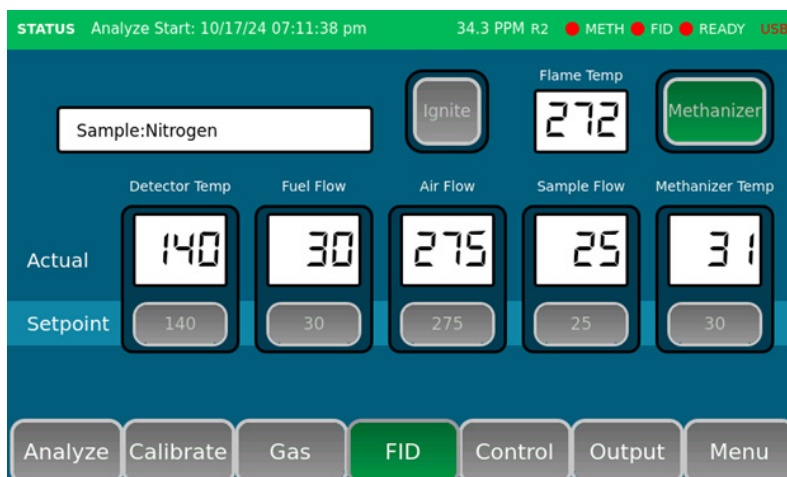 STATUS Analyze Start: 10/17/24 07:11:38 pm 34.3 PPM R2 METH FID READY USB
Flame Temp
Ignite 272 Methanizer
Sample:Nitrogen
Detector Temp Fuel Flow Air Flow Sample Flow Methanizer Temp
Actual 140 30 275 25 31
Setpoint 140 30 275 25 30
Analyze Calibrate Gas FID Control Output Menu